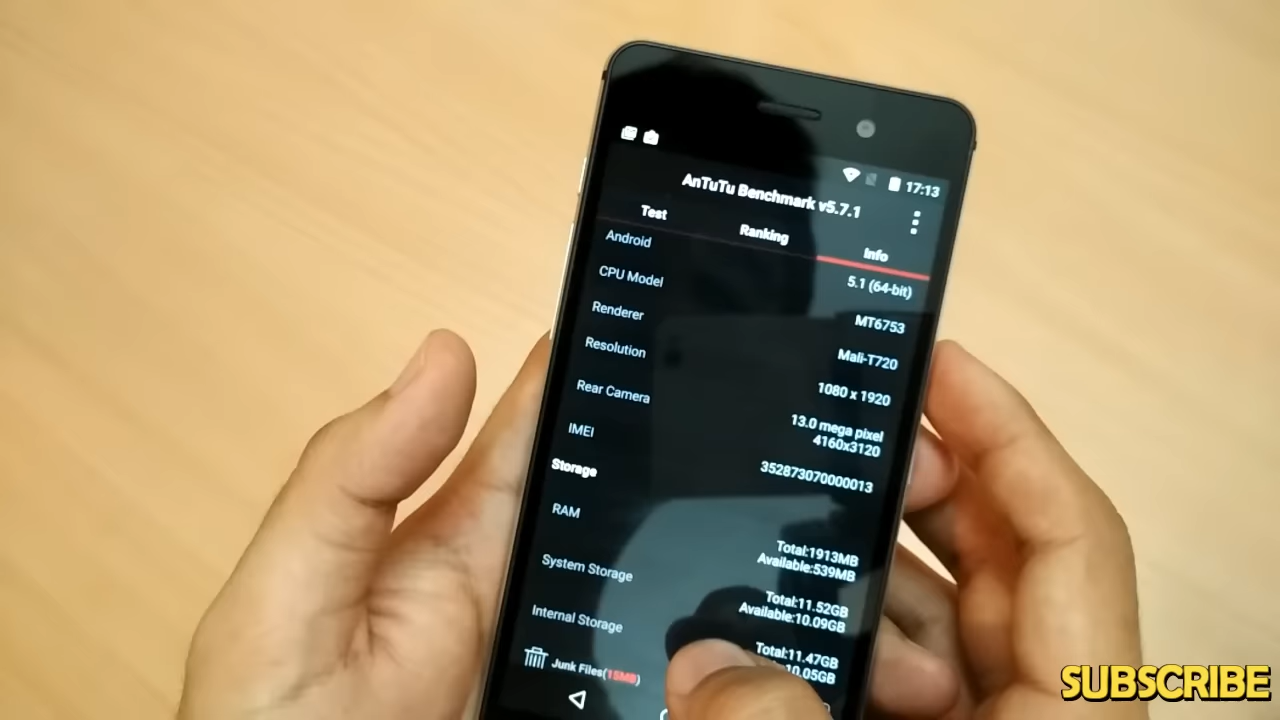 17:13
AnTuTu Benchmark v5.7.1
Test Ranking Info
Android 5.1 (64-bit)
CPU Model MT6753
Renderer Mali-T720
Resolution 1080 x 1920
Rear Camera 13.0 mega pixel
4160x3120
IMEI 352873070000013
Storage
RAM Total:1913MB
Available:539MB
System Storage Total:11.52GB
Available:10.09GB
Internal Storage Total:11.47GB
10.05GB
Junk Files(15MB)
SUBSCRIBE